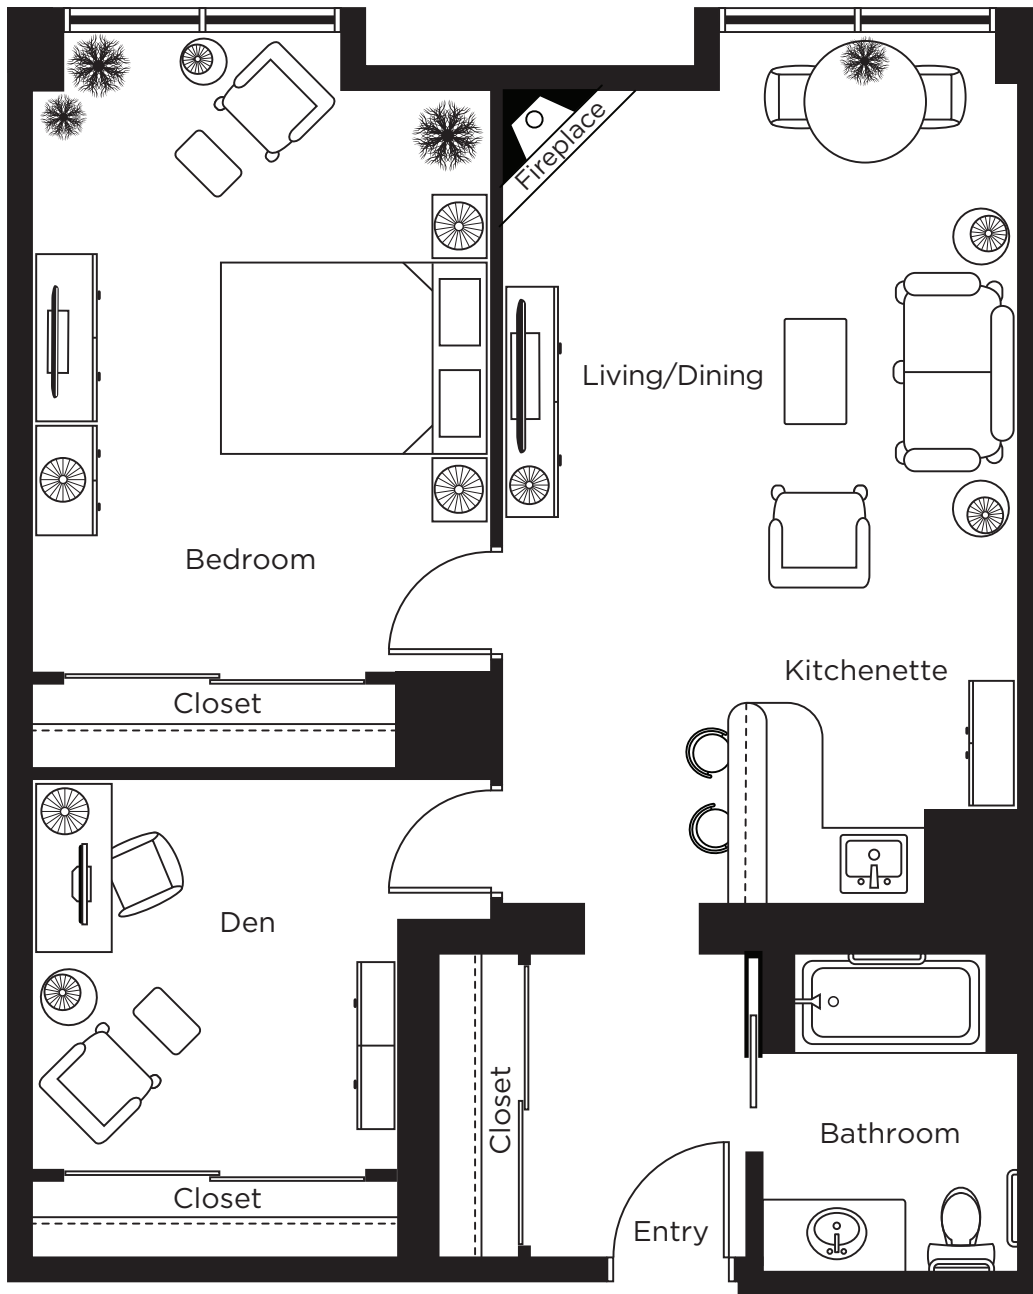 Fireplace
Living/Dining
Bedroom
Kitchenette
Closet
Den
Closet
Bathroom
Closet
Entry